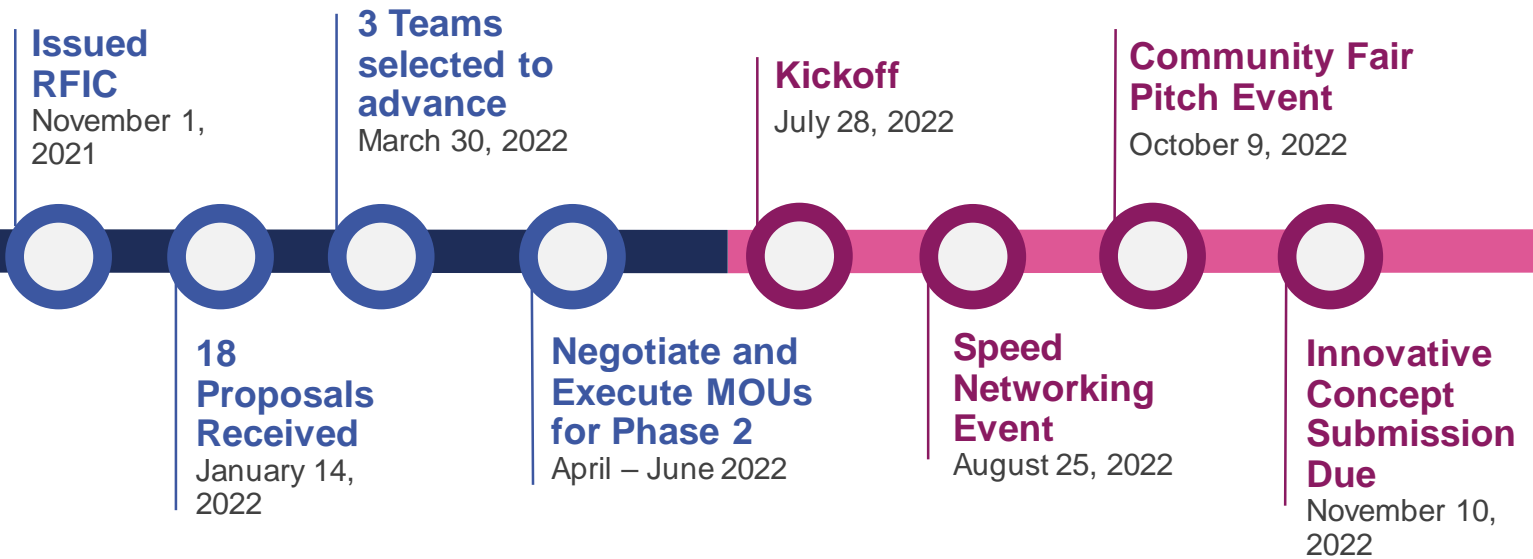 Issued
RFIC
November 1,
2021
18
Proposals
Received
January 14,
2022
3 Teams
selected to
advance
March 30, 2022
Negotiate and
Execute MOUs
for Phase 2
April – June 2022
Kickoff
July 28, 2022
Speed
Networking
Event
August 25, 2022
Community Fair
Pitch Event
October 9, 2022
Innovative
Concept
Submission
Due
November 10,
2022